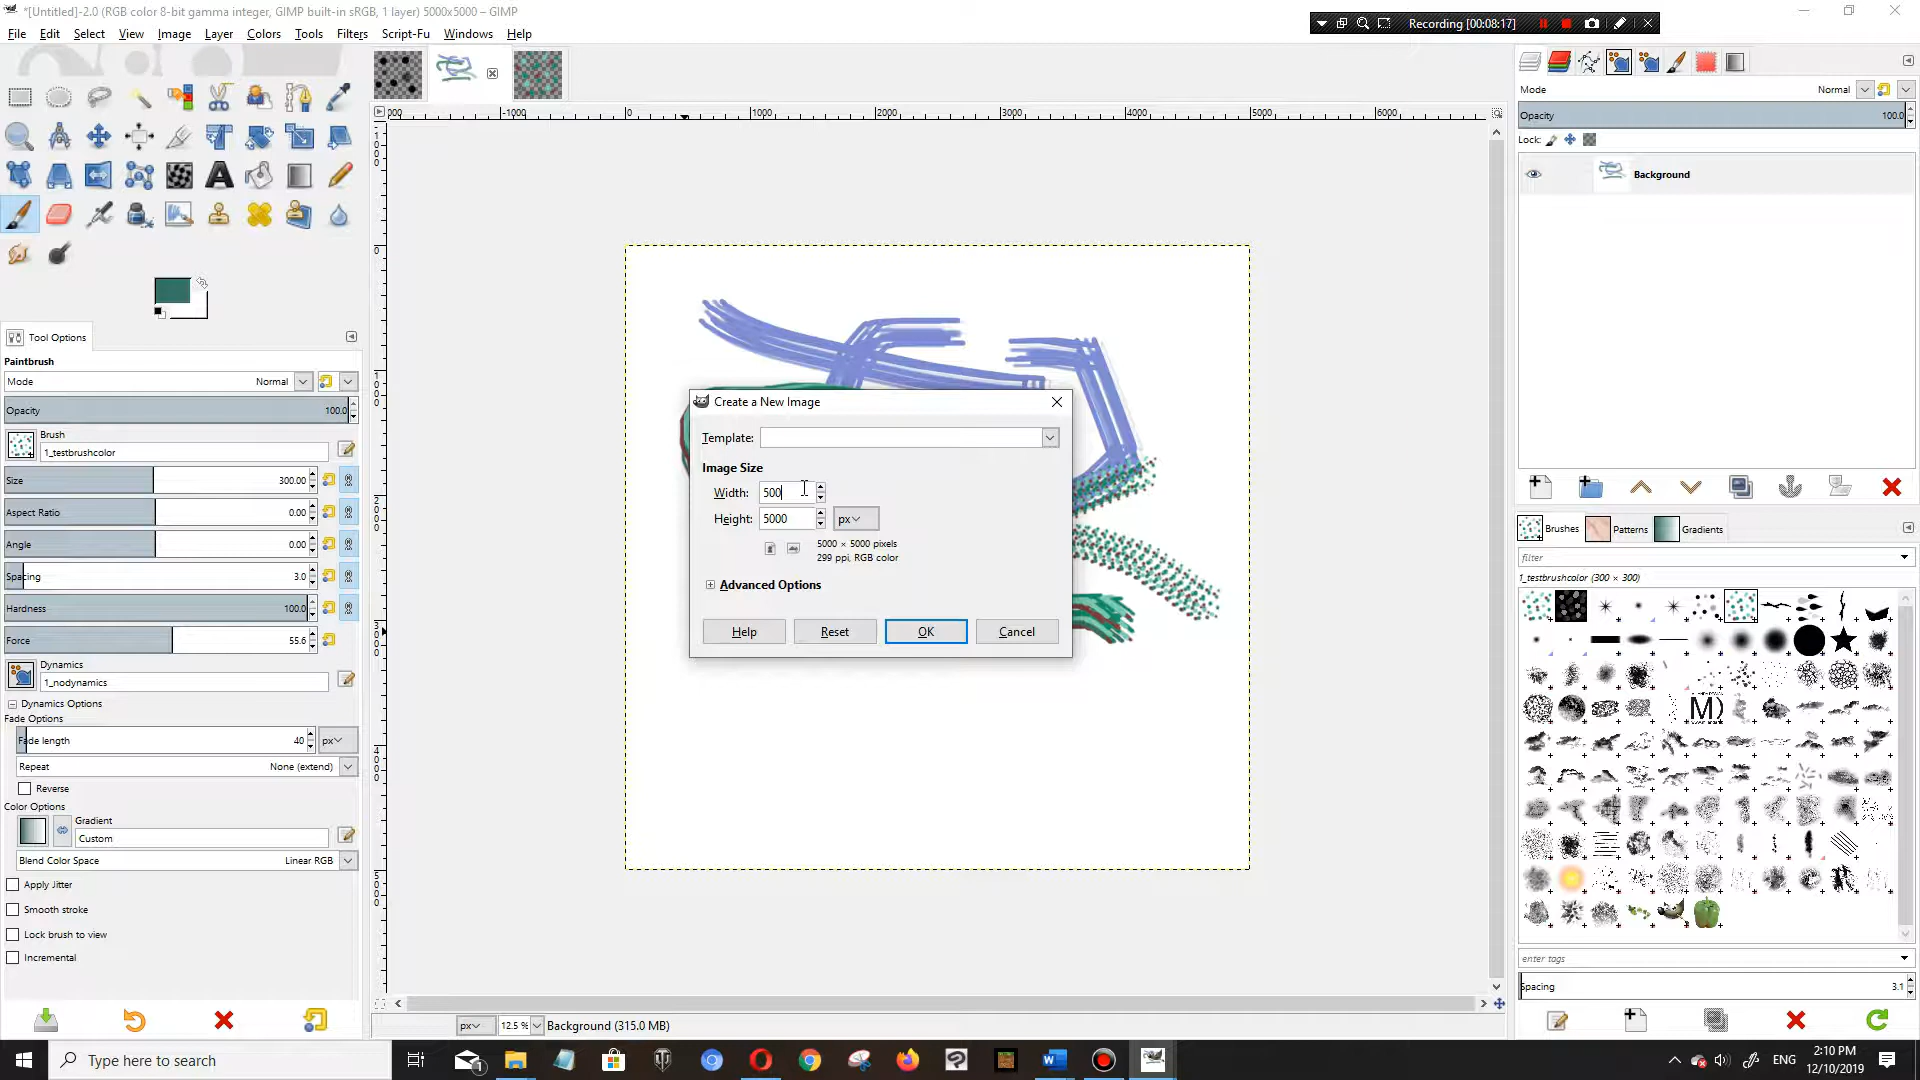 *[Untitled]-2.0 (RGB color 8-bit gamma integer, GIMP built-in sRGB, 1 layer) 5000x5000 – GIMP
Recording [00:08:17]
File Edit Select View Image Layer Colors Tools Filters Script-Fu Windows Help
Mode Normal
Opacity 100.0
Lock:
Background
0 1000 2000 3000 4000 5000 6000
-1000
Tool Options
Paintbrush
Mode Normal
Opacity 100.0
Brush
1_testbrushcolor
Size 300.00
Aspect Ratio 0.00
Angle 0.00
Spacing 3.0
Hardness 100.0
Force 55.6
Dynamics
1_nodynamics
Dynamics Options
Fade Options
Fade length 40 px
Repeat None (extend)
Reverse
Color Options
Gradient
Custom
Blend Color Space Linear RGB
Apply Jitter
Smooth stroke
Lock brush to view
Incremental
Create a New Image
Template:
Image Size
Width: 500
Height: 5000 px
5000 × 5000 pixels
299 ppi, RGB color
Advanced Options
Help Reset OK Cancel
Brushes Patterns Gradients
filter
1_testbrushcolor (300 × 300)
M)
enter tags
Spacing 3.1
px 12.5 % Background (315.0 MB)
Type here to search
ENG
2:10 PM
12/10/2019